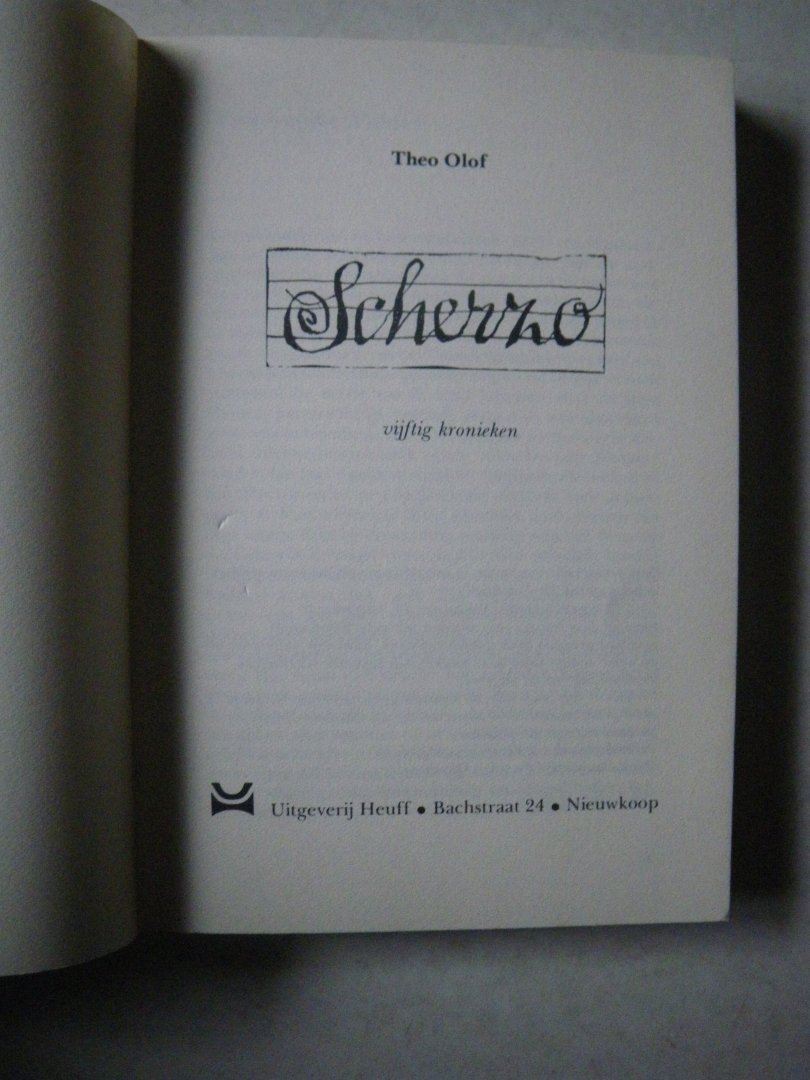 Theo Olof
Scherzo
vijftig kronieken
Uitgeverij Heuff • Bachstraat 24 • Nieuwkoop